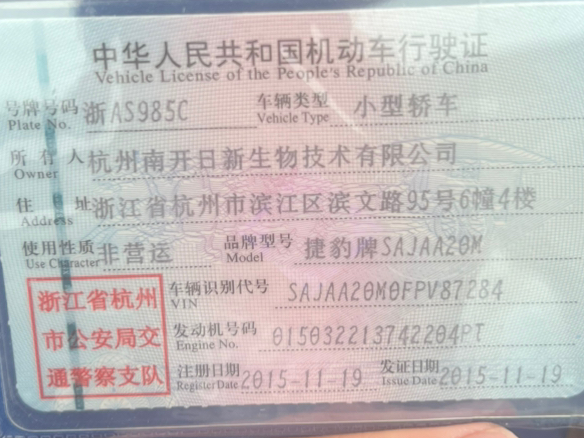 中华人民共和国机动车行驶证
Vehicle License of the People's Republic of China
号牌号码 浙AS985C 车辆类型 小型轿车
Plate No. Vehicle Type
所有人 杭州南开日新生物技术有限公司
Owner
住址 浙江省杭州市滨江区滨文路95号6幢4楼
Address
使用性质 非营运 品牌型号 捷豹牌SAJAA20M
Use Character Model
浙江省杭州
市公安局交
通警察支队
车辆识别代号 SAJAA20M0FPV87284
VIN
发动机号码 0150322213742204PT
Engine No.
注册日期 2015-11-19 发证日期 2015-11-19
Register Date Issue Date